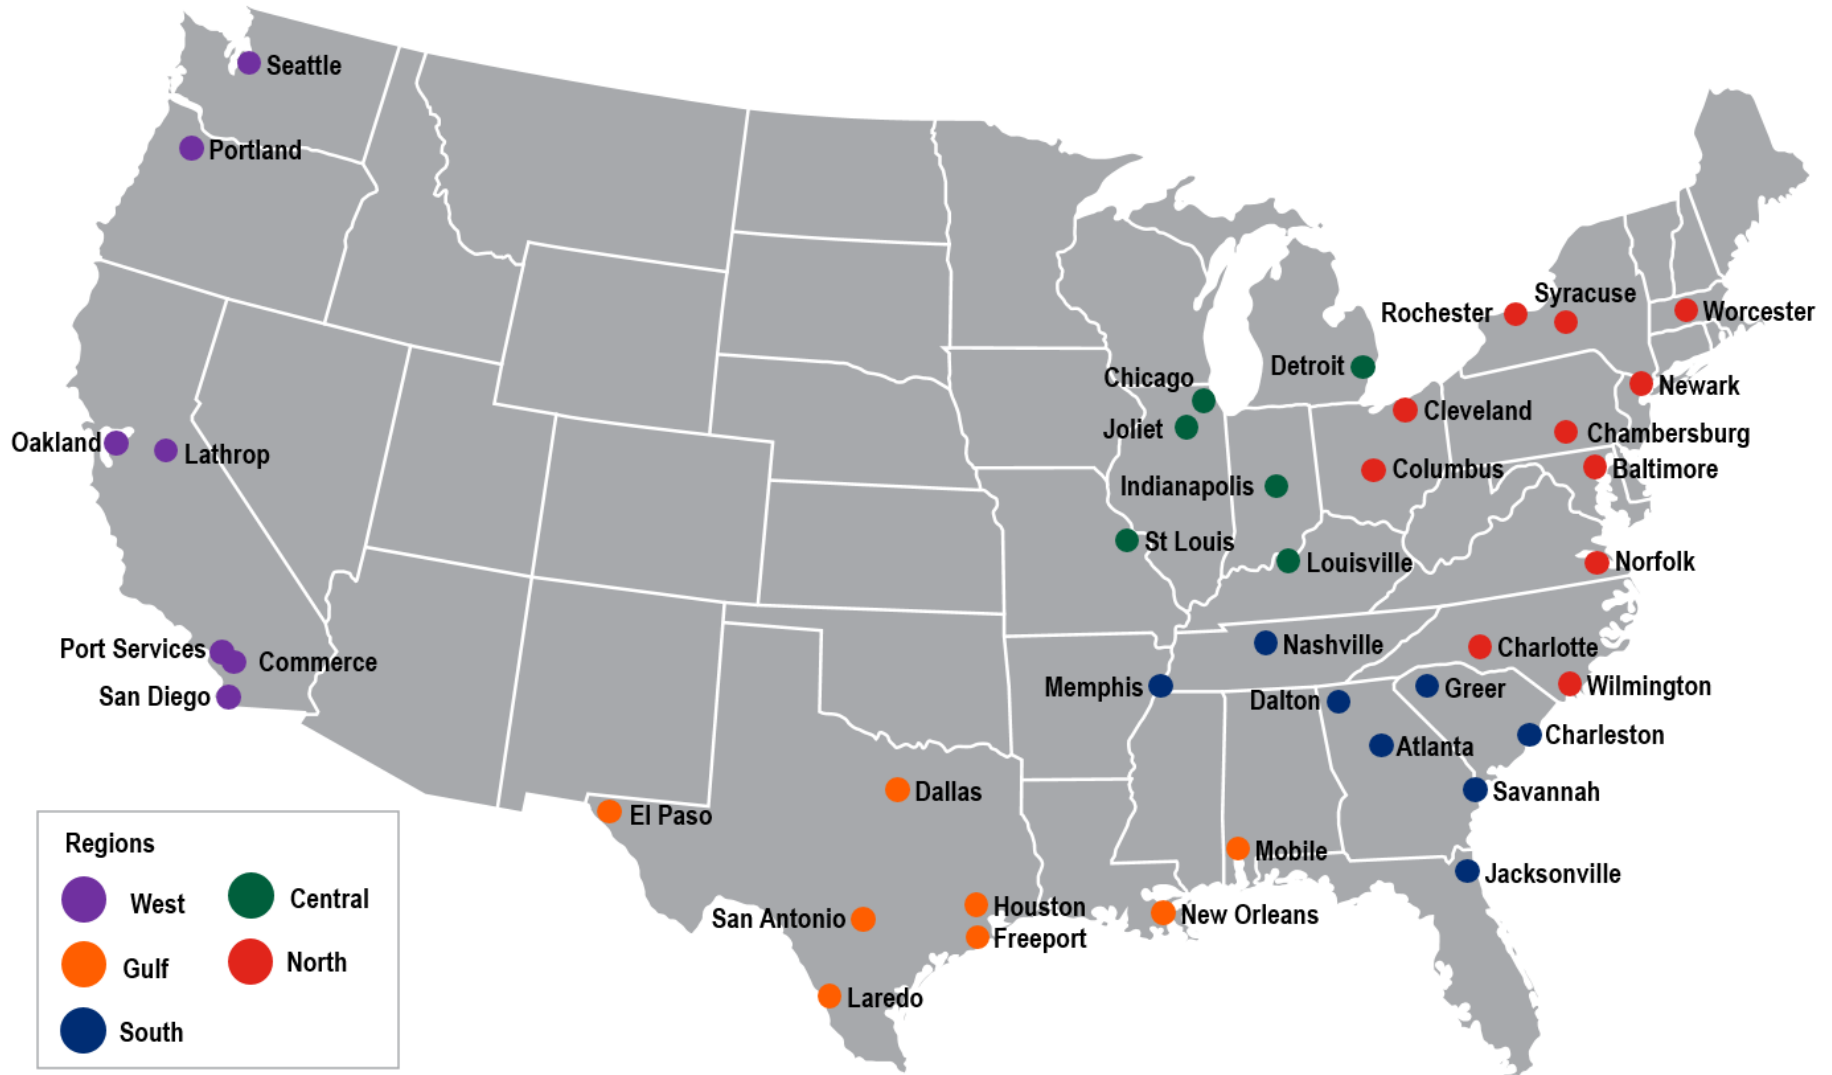 Seattle
Portland
Syracuse
Rochester
Worcester
Detroit
Chicago
Newark
Cleveland
Joliet
Chambersburg
Oakland
Lathrop
Columbus
Baltimore
Indianapolis
St Louis
Louisville
Norfolk
Port Services
Commerce
Nashville
Charlotte
San Diego
Memphis
Dalton
Greer
Wilmington
Atlanta
Charleston
Dallas
Savannah
El Paso
Mobile
Jacksonville
Houston
San Antonio
New Orleans
Freeport
Laredo
Regions
West
Central
Gulf
North
South